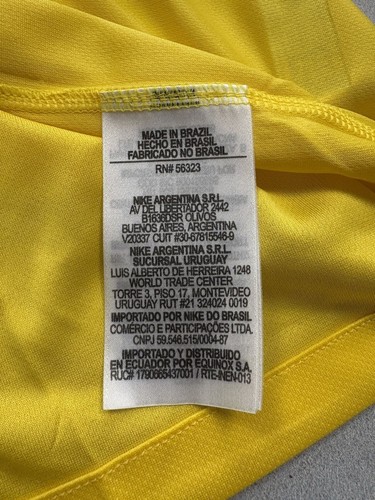 MADE IN BRAZIL
HECHO EN BRASIL
FABRICADO NO BRASIL
RN# 56323
NIKE ARGENTINA S.R.L.
AV DEL LIBERTADOR 2442
B1636DSR OLIVOS
BUENOS AIRES, ARGENTINA
V20337 CUIT #30-67815546-9
NIKE ARGENTINA S.R.L.
SUCURSAL URUGUAY
LUIS ALBERTO DE HERREIRA 1248
WORLD TRADE CENTER
TORRE 3, PISO 17, MONTEVIDEO
URUGUAY RUT #21 324024 0019
IMPORTADO POR NIKE DO BRASIL
COMÉRCIO E PARTICIPAÇÕES LTDA.
CNPJ 59.546.515/0004-87
IMPORTADO Y DISTRIBUIDO
EN ECUADOR POR EQUINOX S.A.
RUC# 1790865437001 / RTE-INEN-013